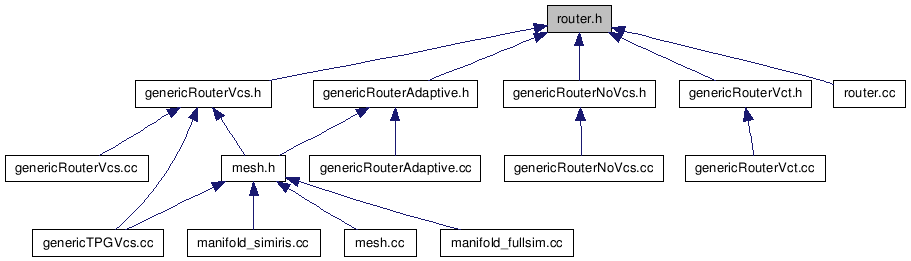 router.h
genericRouterVcs.h
genericRouterAdaptive.h
genericRouterNoVcs.h
genericRouterVct.h
router.cc
genericRouterVcs.cc
mesh.h
genericRouterAdaptive.cc
genericRouterNoVcs.cc
genericRouterVct.cc
genericTPGVcs.cc
manifold_simiris.cc
mesh.cc
manifold_fullsim.cc